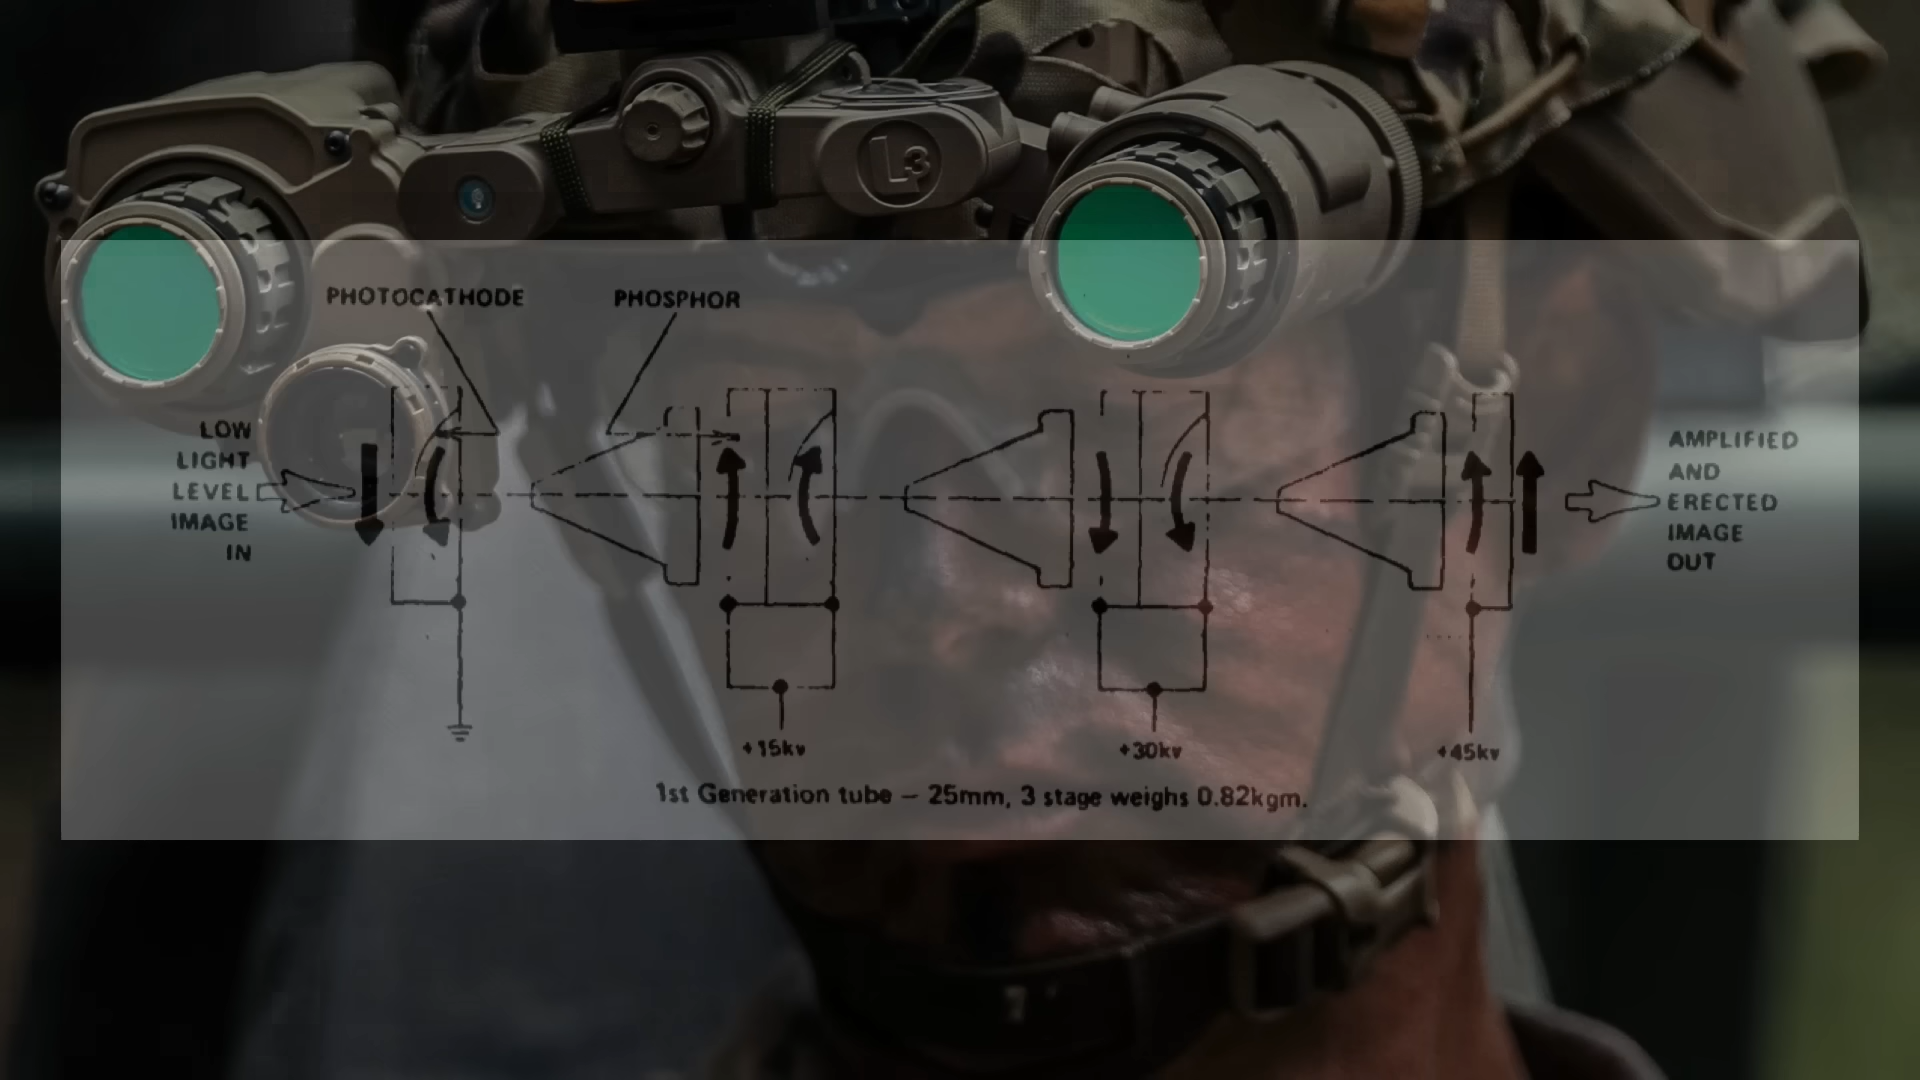 L3
PHOTOCATHODE
PHOSPHOR
LOW
LIGHT
LEVEL
IMAGE
IN
AMPLIFIED
AND
ERECTED
IMAGE
OUT
+15kv
+30kv
+45kv
1st Generation tube – 25mm, 3 stage weighs 0.82kgm.